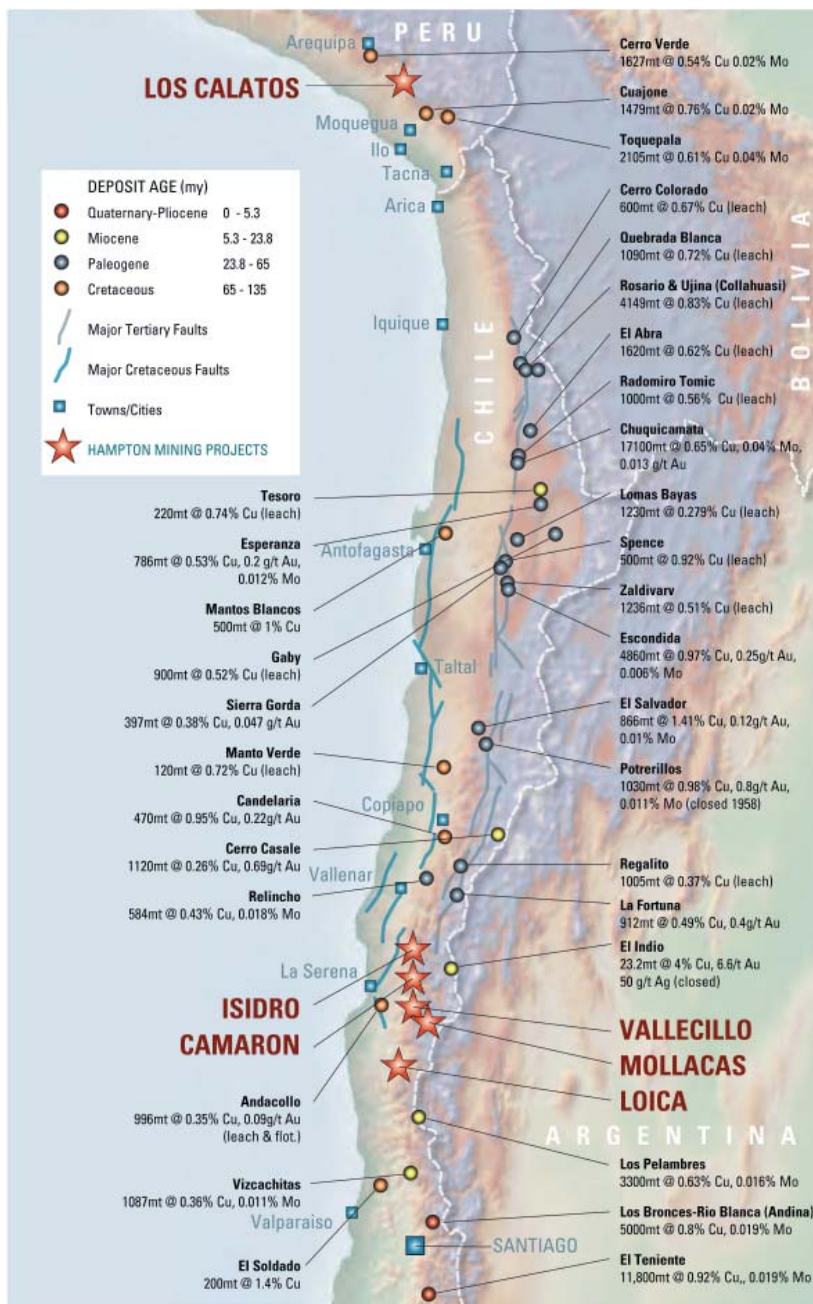 PERU
Arequipa
LOS CALATOS
Moquegua
Ilo
Tacna
Arica
Cerro Verde
1627mt @ 0.54% Cu 0.02% Mo
Cuajone
1479mt @ 0.76% Cu 0.02% Mo
Toquepala
2105mt @ 0.61% Cu 0.04% Mo
DEPOSIT AGE (my)
Quaternary-Pliocene 0 - 5.3
Miocene 5.3 - 23.8
Paleogene 23.8 - 65
Cretaceous 65 - 135
Major Tertiary Faults
Major Cretaceous Faults
Towns/Cities
HAMPTON MINING PROJECTS
Cerro Colorado
600mt @ 0.67% Cu (leach)
Quebrada Blanca
1090mt @ 0.72% Cu (leach)
Rosario & Ujina (Collahuasi)
4149mt @ 0.83% Cu (leach)
El Abra
1620mt @ 0.62% Cu (leach)
Radomiro Tomic
1000mt @ 0.56% Cu (leach)
Chuquicamata
17100mt @ 0.65% Cu, 0.04% Mo,
0.013 g/t Au
Lomas Bayas
1230mt @ 0.279% Cu (leach)
Spence
500mt @ 0.92% Cu (leach)
Zaldivarv
1236mt @ 0.51% Cu (leach)
Escondida
4860mt @ 0.97% Cu, 0.25g/t Au,
0.006% Mo
El Salvador
866mt @ 1.41% Cu, 0.12g/t Au,
0.01% Mo
Potrerillos
1030mt @ 0.98% Cu, 0.8g/t Au,
0.011% Mo (closed 1958)
Regalito
1005mt @ 0.37% Cu (leach)
La Fortuna
912mt @ 0.49% Cu, 0.4g/t Au
El Indio
23.2mt @ 4% Cu, 6.6/t Au
50 g/t Ag (closed)
BOLIVIA
CHILE
Iquique
Antofagasta
Taltal
Copiapo
Vallenar
La Serena
Tesoro
220mt @ 0.74% Cu (leach)
Esperanza
786mt @ 0.53% Cu, 0.2 g/t Au,
0.012% Mo
Mantos Blancos
500mt @ 1% Cu
Gaby
900mt @ 0.52% Cu (leach)
Sierra Gorda
397mt @ 0.38% Cu, 0.047 g/t Au
Manto Verde
120mt @ 0.72% Cu (leach)
Candelaria
470mt @ 0.95% Cu, 0.22g/t Au
Cerro Casale
1120mt @ 0.26% Cu, 0.69g/t Au
Relincho
584mt @ 0.43% Cu, 0.018% Mo
ISIDRO
CAMARON
VALLECILLO
MOLLACAS
LOICA
Andacollo
996mt @ 0.35% Cu, 0.09g/t Au
(leach & flot.)
ARGENTINA
Vizcachitas
1087mt @ 0.36% Cu, 0.011% Mo
Valparaiso
El Soldado
200mt @ 1.4% Cu
SANTIAGO
Los Pelambres
3300mt @ 0.63% Cu, 0.016% Mo
Los Bronces-Rio Blanca (Andina)
5000mt @ 0.8% Cu, 0.019% Mo
El Teniente
11,800mt @ 0.92% Cu,, 0.019% Mo